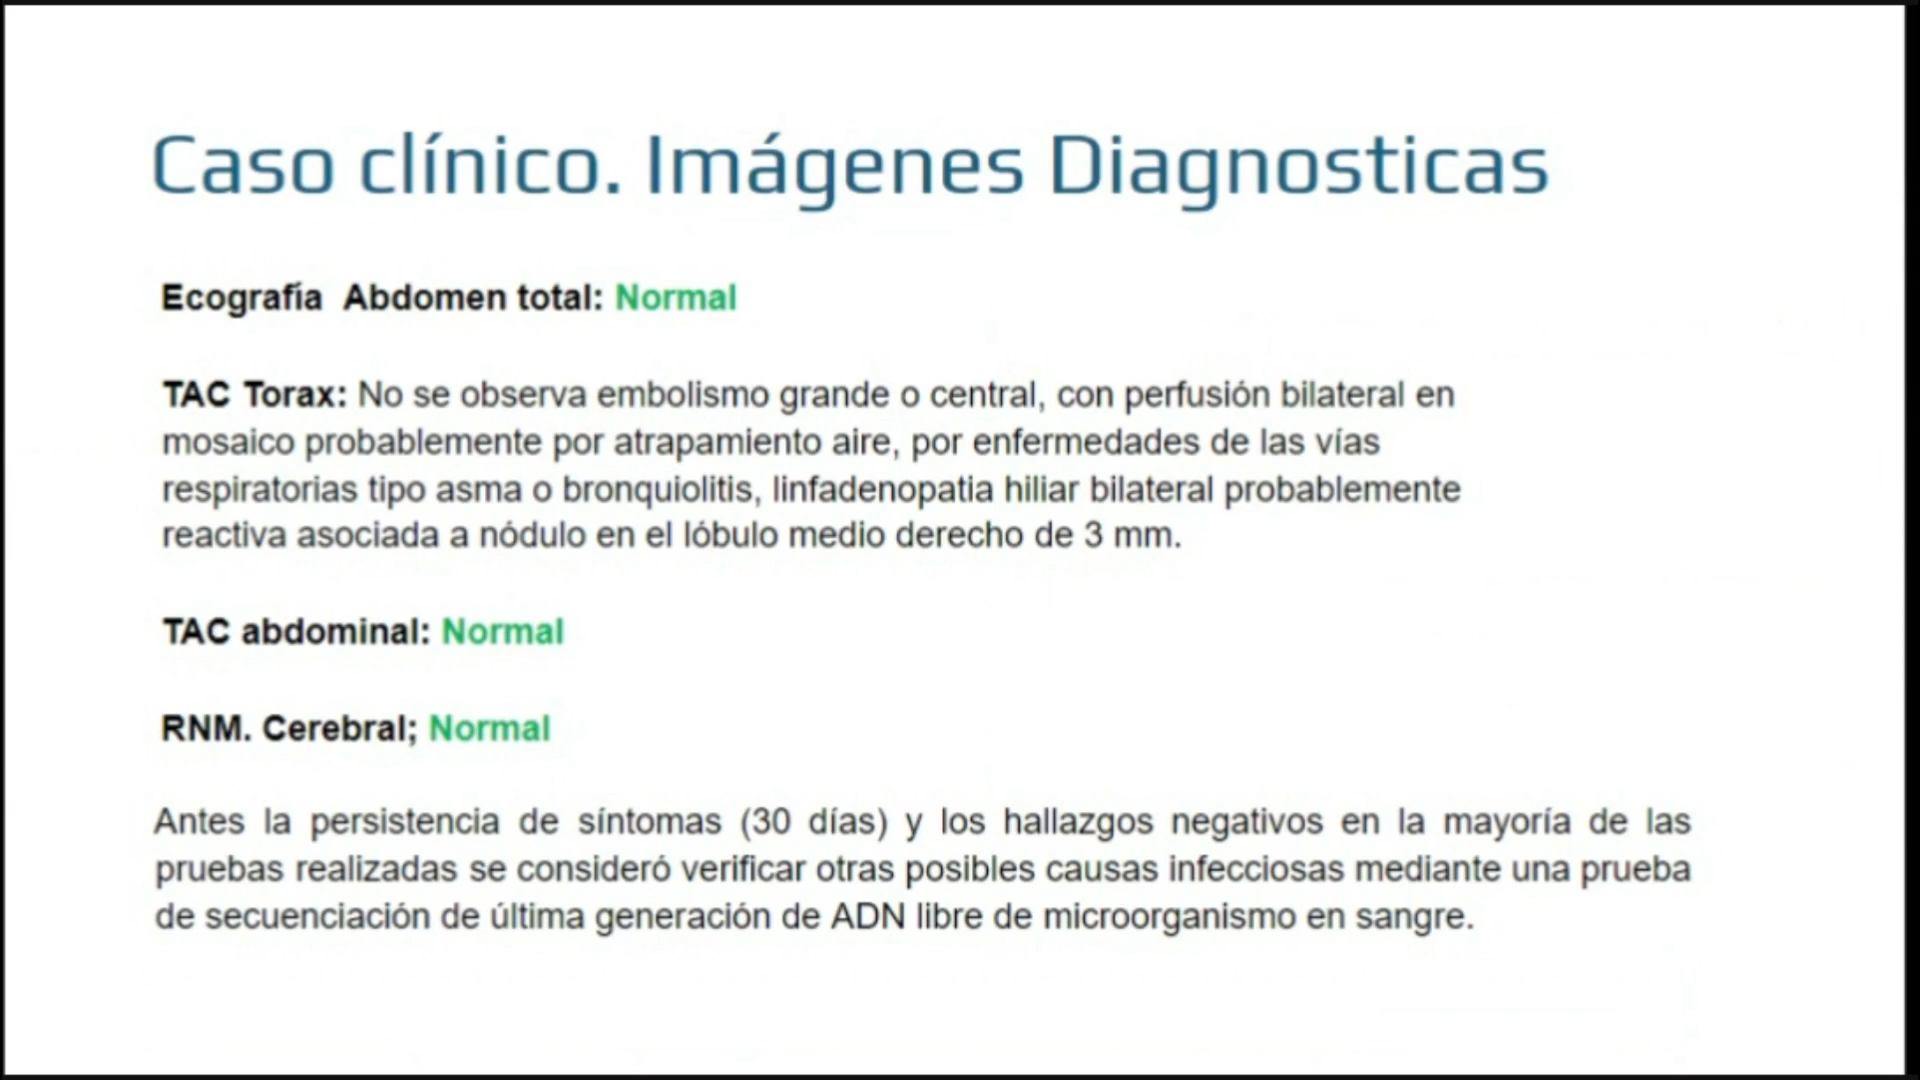 Caso clínico. Imágenes Diagnosticas
Ecografía Abdomen total: Normal
TAC Torax: No se observa embolismo grande o central, con perfusión bilateral en
mosaico probablemente por atrapamiento aire, por enfermedades de las vías
respiratorias tipo asma o bronquiolitis, linfadenopatia hiliar bilateral probablemente
reactiva asociada a nódulo en el lóbulo medio derecho de 3 mm.
TAC abdominal: Normal
RNM. Cerebral; Normal
Antes la persistencia de síntomas (30 días) y los hallazgos negativos en la mayoría de las
pruebas realizadas se consideró verificar otras posibles causas infecciosas mediante una prueba
de secuenciación de última generación de ADN libre de microorganismo en sangre.